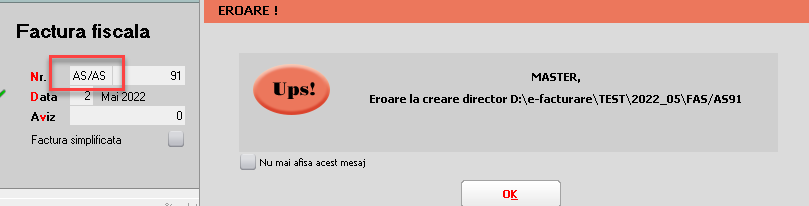 Factura fiscala
Nr. AS/AS 91
Data 2 Mai 2022
Aviz 0
Factura simplificata
EROARE !
Ups!
MASTER,
Eroare la creare director D:\e-facturare\TEST\2022_05\FAS/AS91
Nu mai afisa acest mesaj
OK